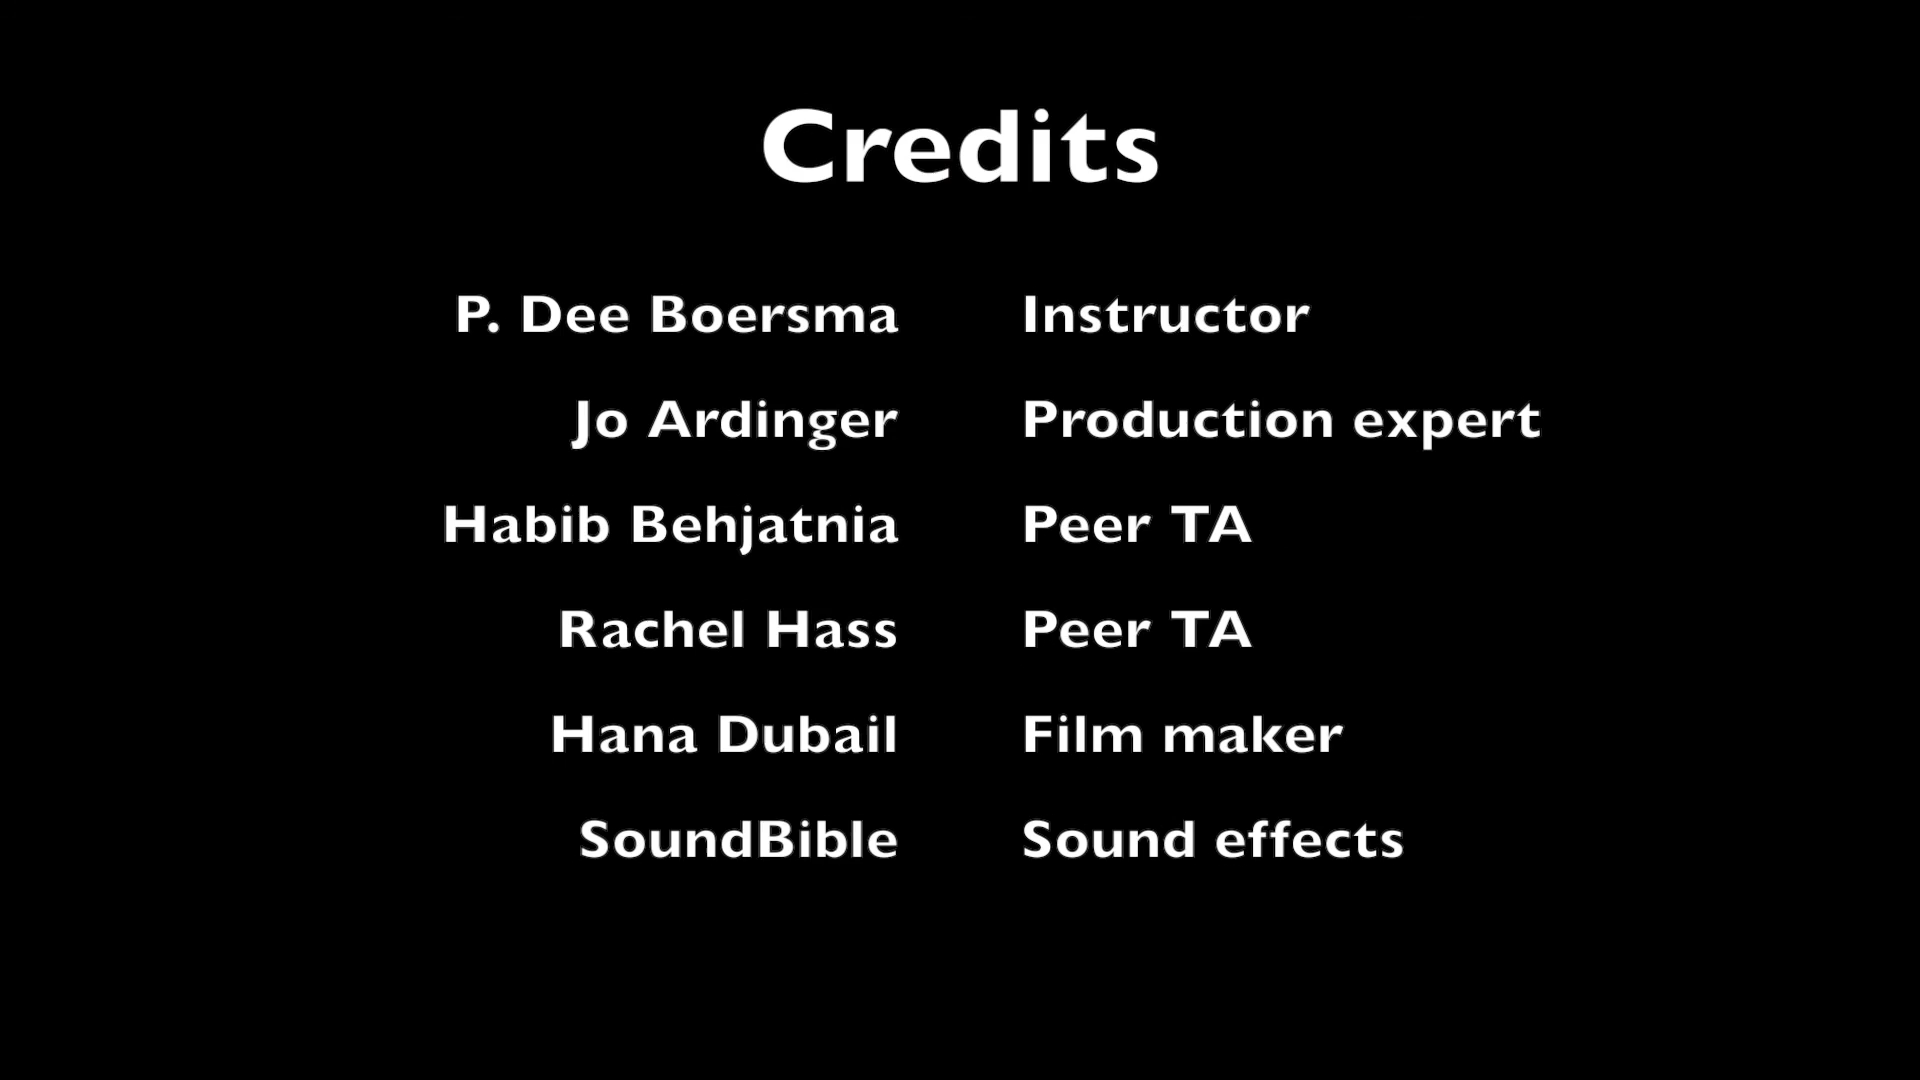 Credits
P. Dee Boersma Instructor
Jo Ardinger Production expert
Habib Behjatnia Peer TA
Rachel Hass Peer TA
Hana Dubail Film maker
SoundBible Sound effects